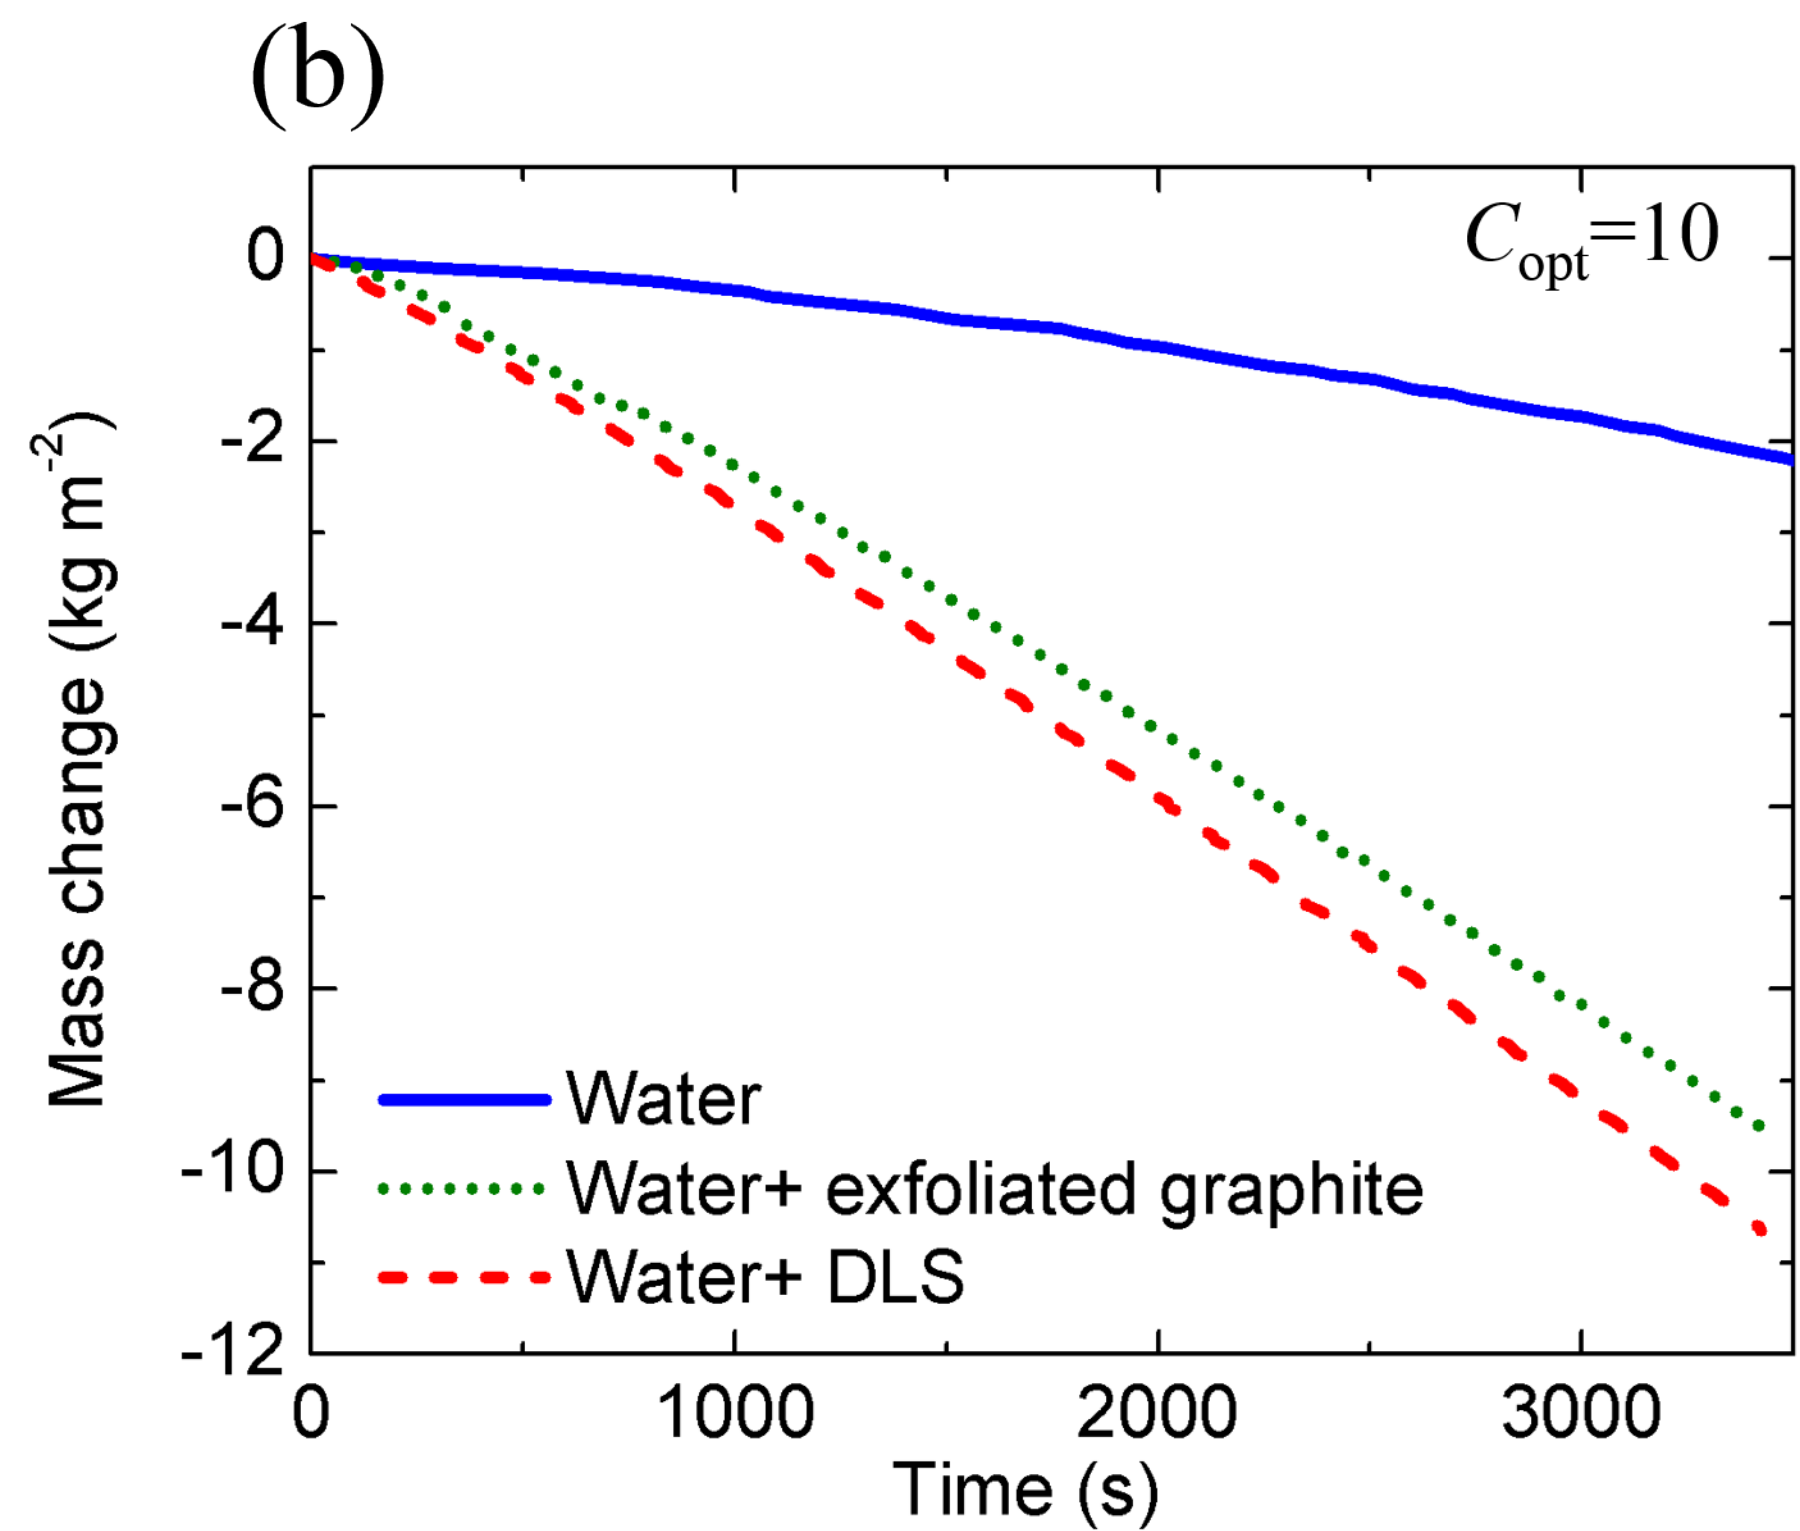 (b)
C_opt=10
0
-2
-4
-6
-8
-10
-12
Mass change (kg m^-2)
Water
Water+ exfoliated graphite
Water+ DLS
0 1000 2000 3000
Time (s)